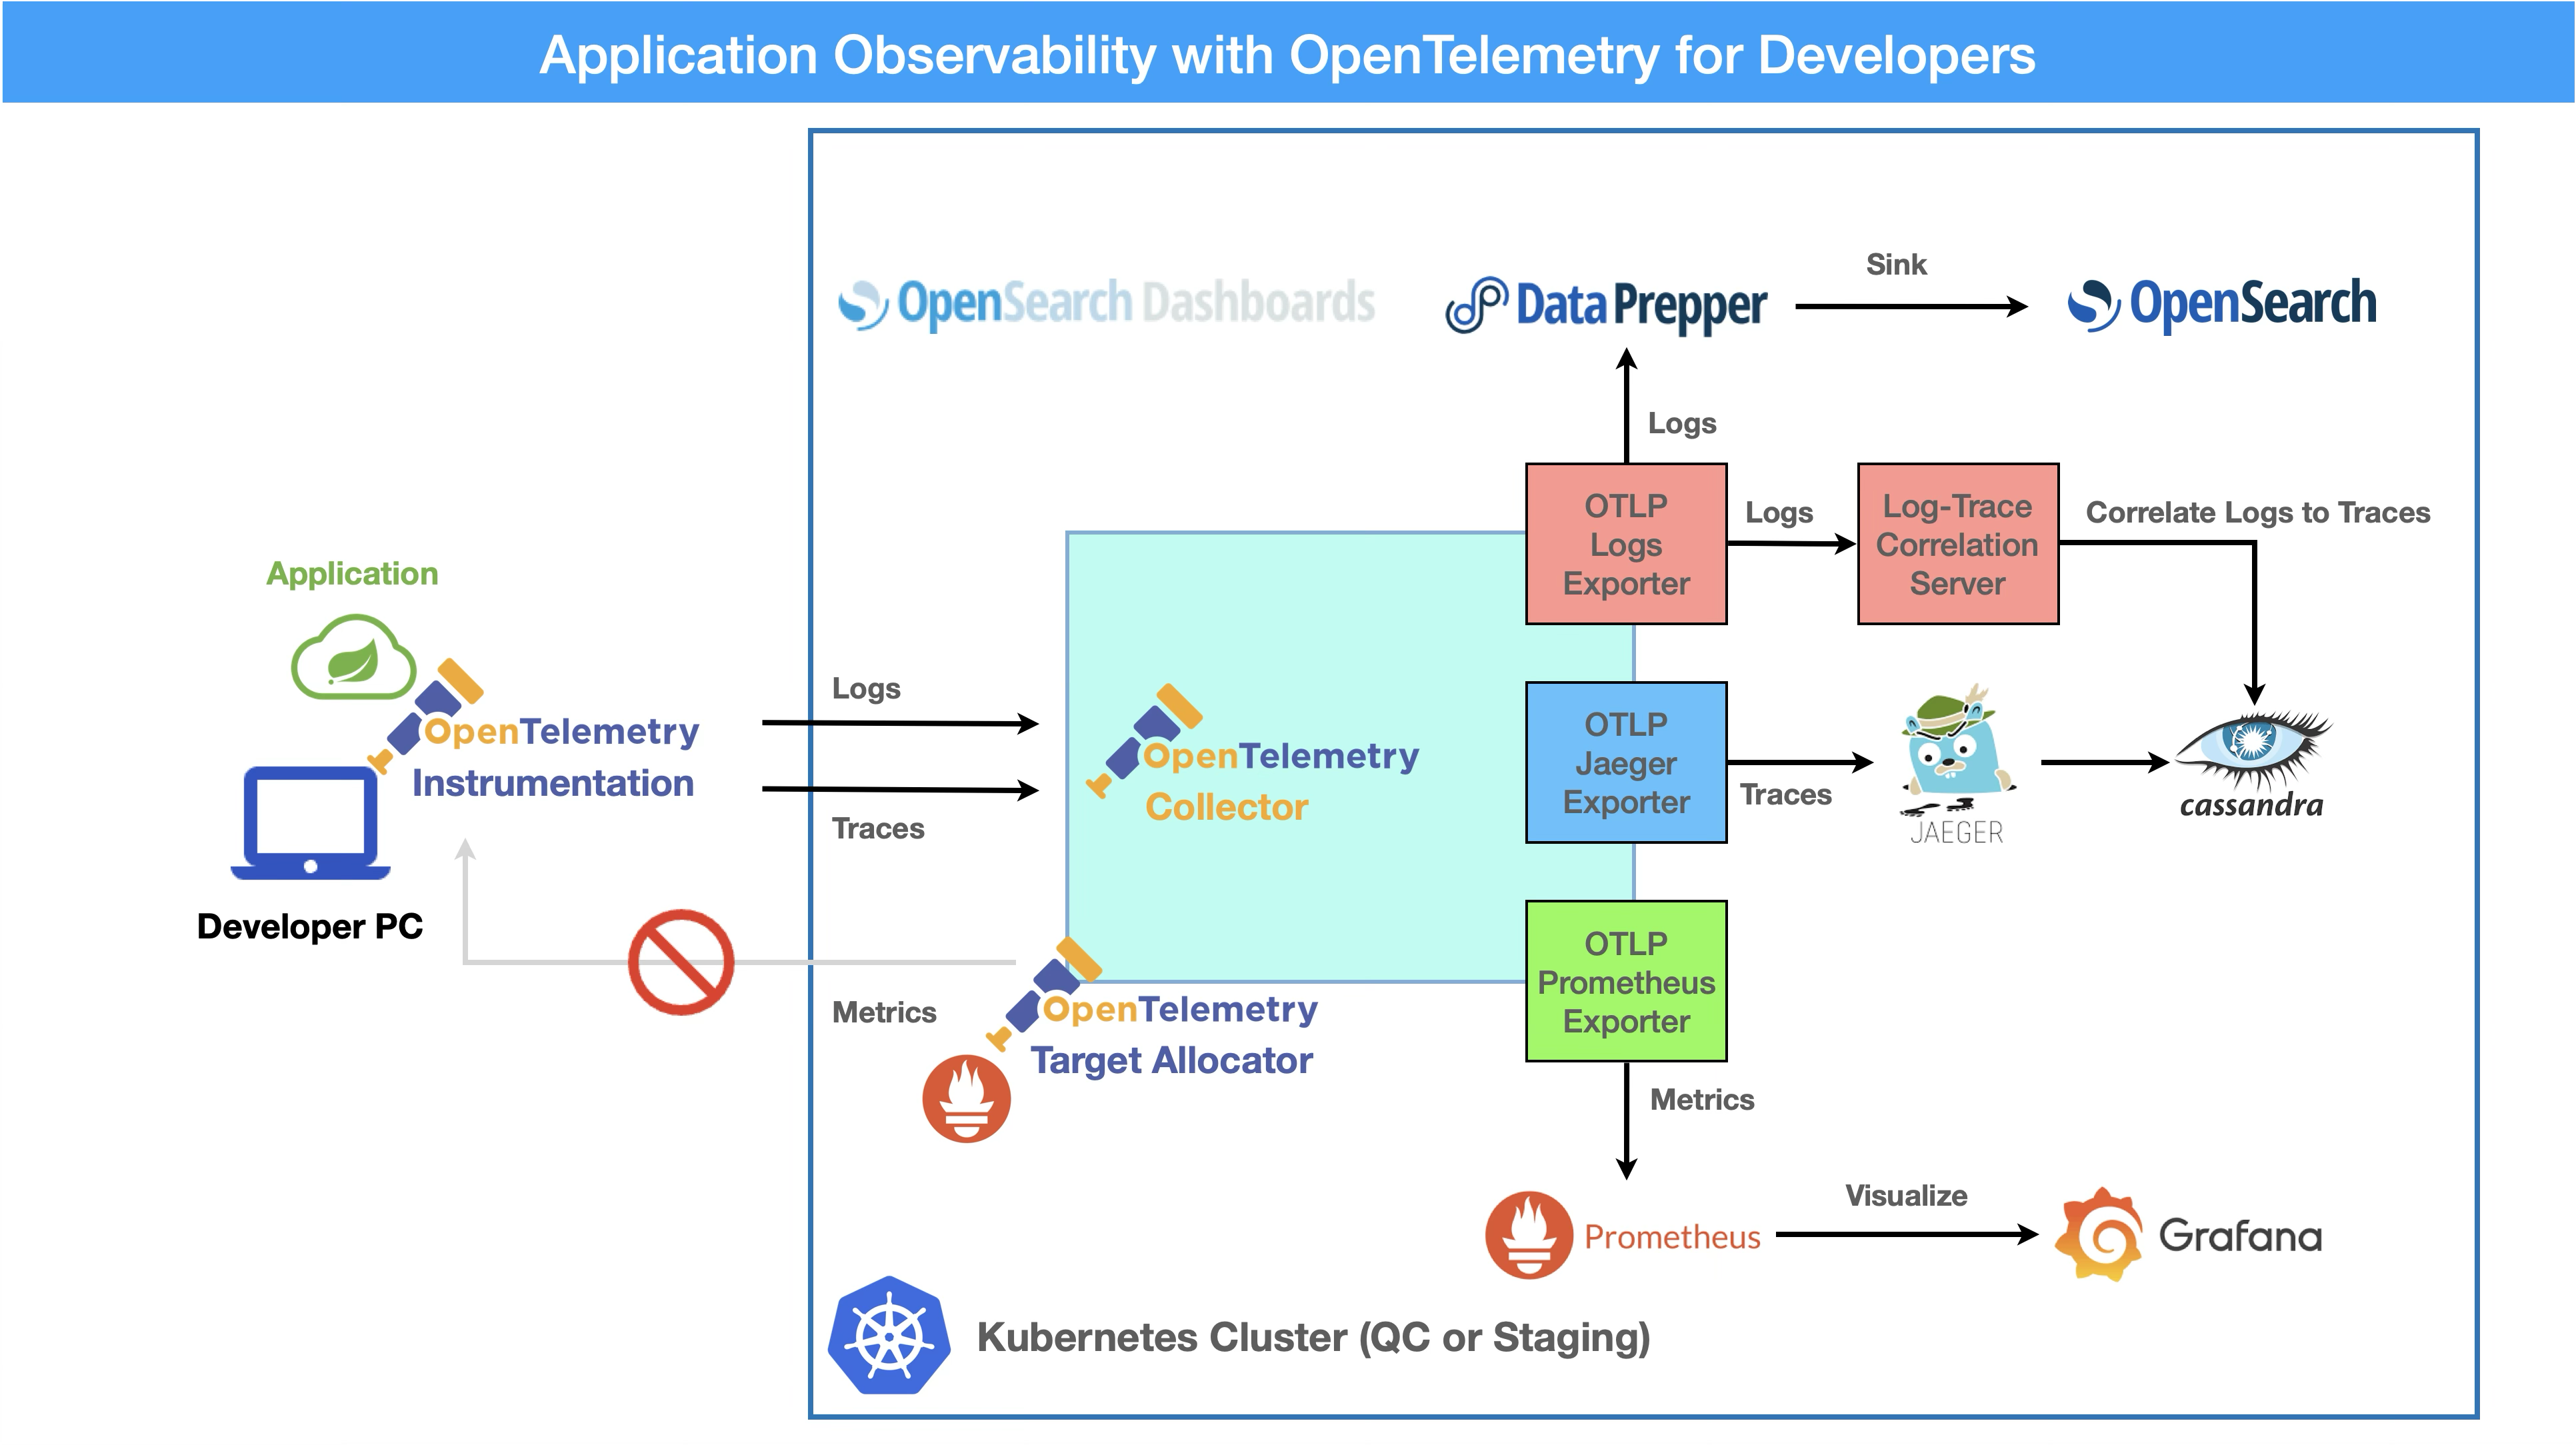 Application Observability with OpenTelemetry for Developers
OpenSearch Dashboards
Data Prepper
Sink
OpenSearch
Logs
OTLP
Logs
Exporter
Logs
Log-Trace
Correlation
Server
Correlate Logs to Traces
Application
OpenTelemetry
Instrumentation
Developer PC
Logs
Traces
OpenTelemetry
Collector
OTLP
Jaeger
Exporter
Traces
JAEGER
cassandra
Metrics
OpenTelemetry
Target Allocator
OTLP
Prometheus
Exporter
Metrics
Prometheus
Visualize
Grafana
Kubernetes Cluster (QC or Staging)